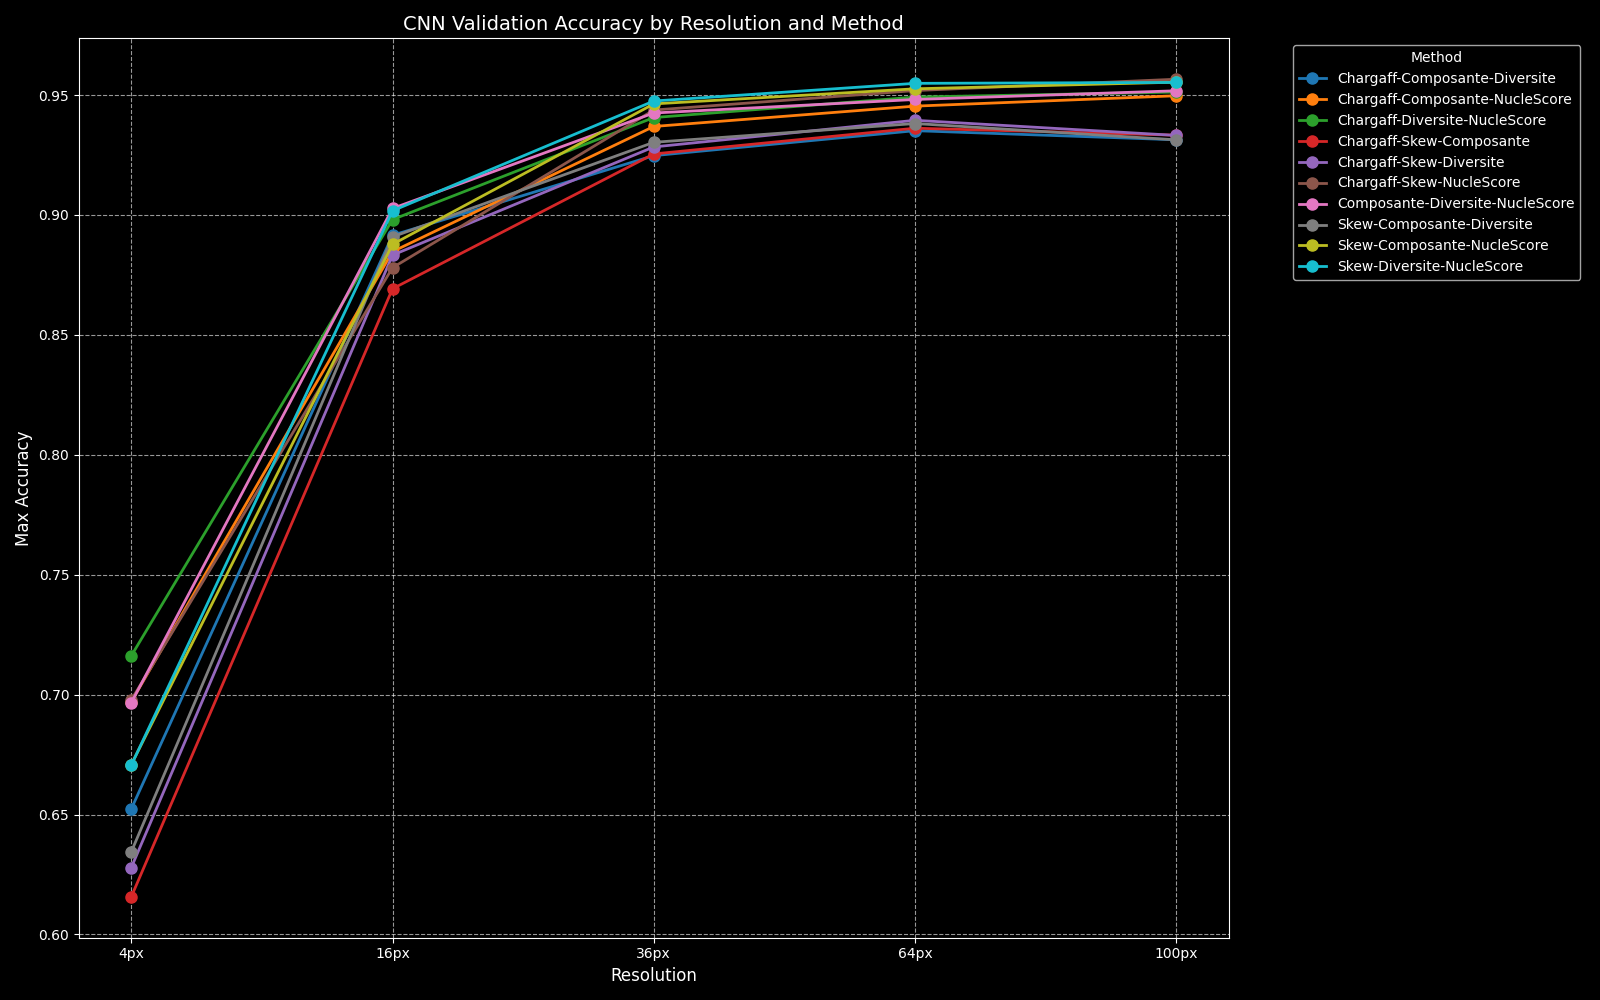 CNN Validation Accuracy by Resolution and Method
Max Accuracy
0.95
0.90
0.85
0.80
0.75
0.70
0.65
0.60
4px
16px
36px
64px
100px
Resolution
Method
Chargaff-Composante-Diversite
Chargaff-Composante-NucleScore
Chargaff-Diversite-NucleScore
Chargaff-Skew-Composante
Chargaff-Skew-Diversite
Chargaff-Skew-NucleScore
Composante-Diversite-NucleScore
Skew-Composante-Diversite
Skew-Composante-NucleScore
Skew-Diversite-NucleScore